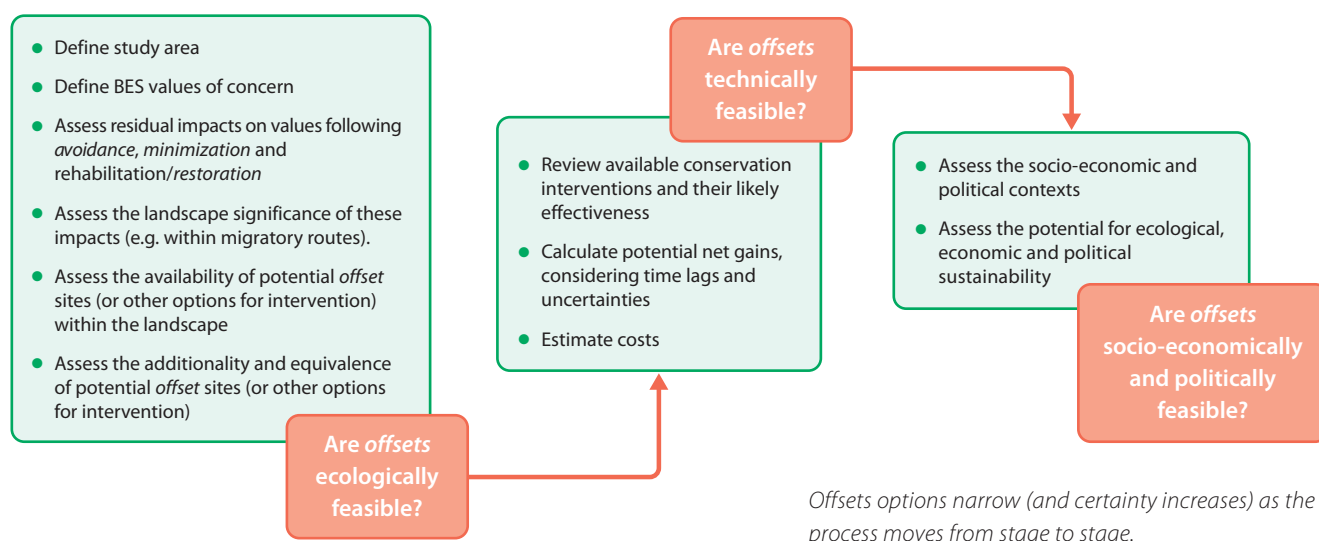 ● Define study area
● Define BES values of concern
● Assess residual impacts on values following
avoidance, minimization and
rehabilitation/restoration
● Assess the landscape significance of these
impacts (e.g. within migratory routes).
● Assess the availability of potential offset
sites (or other options for intervention)
within the landscape
● Assess the additionality and equivalence
of potential offset sites (or other options
for intervention)
Are offsets
ecologically
feasible?
● Review available conservation
interventions and their likely
effectiveness
● Calculate potential net gains,
considering time lags and
uncertainties
● Estimate costs
Are offsets
technically
feasible?
● Assess the socio-economic and
political contexts
● Assess the potential for ecological,
economic and political
sustainability
Are offsets
socio-economically
and politically
feasible?
Offsets options narrow (and certainty increases) as the
process moves from stage to stage.